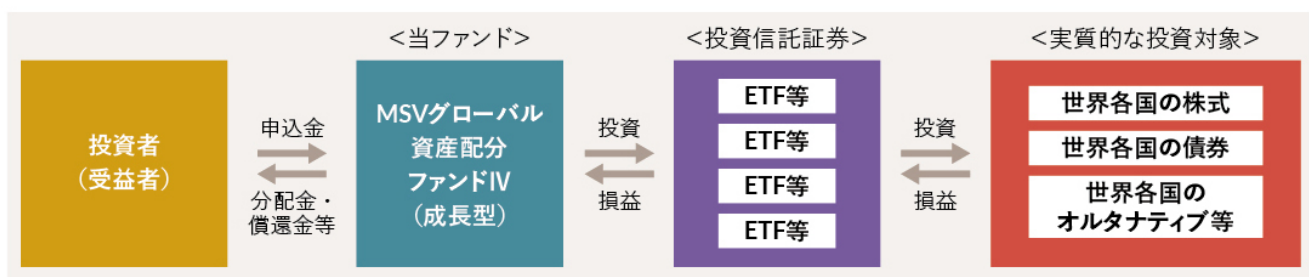 <当ファンド>
<投資信託証券>
<実質的な投資対象>
投資者
(受益者)
申込金
分配金・
償還金等
MSVグローバル
資産配分
ファンドⅣ
(成長型)
投資
損益
ETF等
ETF等
ETF等
ETF等
投資
損益
世界各国の株式
世界各国の債券
世界各国の
オルタナティブ等